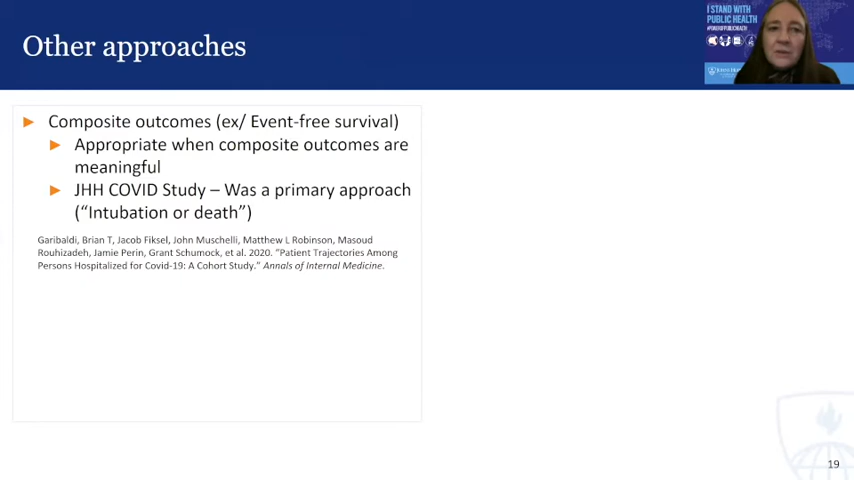 Other approaches
I STAND WITH
PUBLIC HEALTH
Composite outcomes (ex/ Event-free survival)
Appropriate when composite outcomes are
meaningful
JHH COVID Study – Was a primary approach
(“Intubation or death”)
Garibaldi, Brian T, Jacob Fiksel, John Muschelli, Matthew L Robinson, Masoud
Rouhizadeh, Jamie Perin, Grant Schumock, et al. 2020. “Patient Trajectories Among
Persons Hospitalized for Covid-19: A Cohort Study.” Annals of Internal Medicine.
19